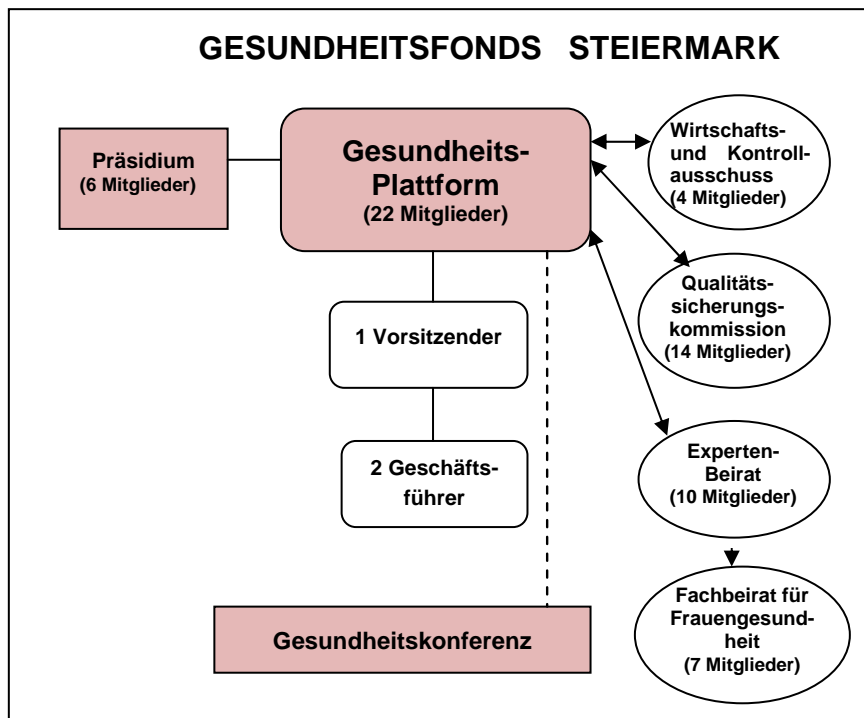 GESUNDHEITSFONDS STEIERMARK
Präsidium
(6 Mitglieder)
Gesundheits-
Plattform
(22 Mitglieder)
Wirtschafts-
und Kontroll-
ausschuss
(4 Mitglieder)
Qualitäts-
sicherungs-
kommission
(14 Mitglieder)
1 Vorsitzender
2 Geschäfts-
führer
Experten-
Beirat
(10 Mitglieder)
Gesundheitskonferenz
Fachbeirat für
Frauengesund-
heit
(7 Mitglieder)